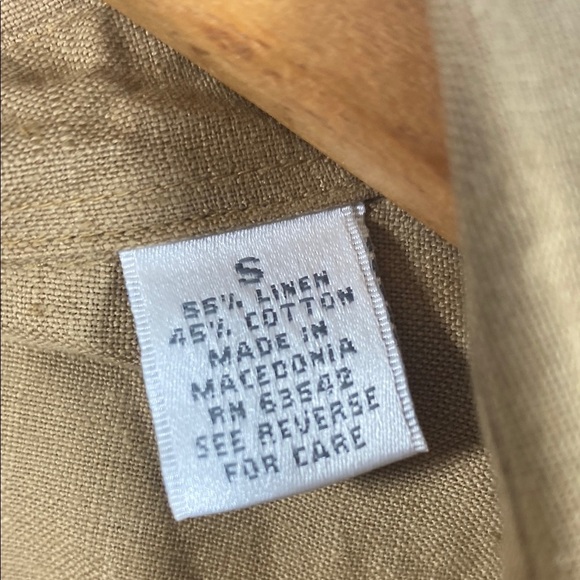 S
55% LINEN
45% COTTON
MADE IN
MACEDONIA
RN 63542
SEE REVERSE
FOR CARE